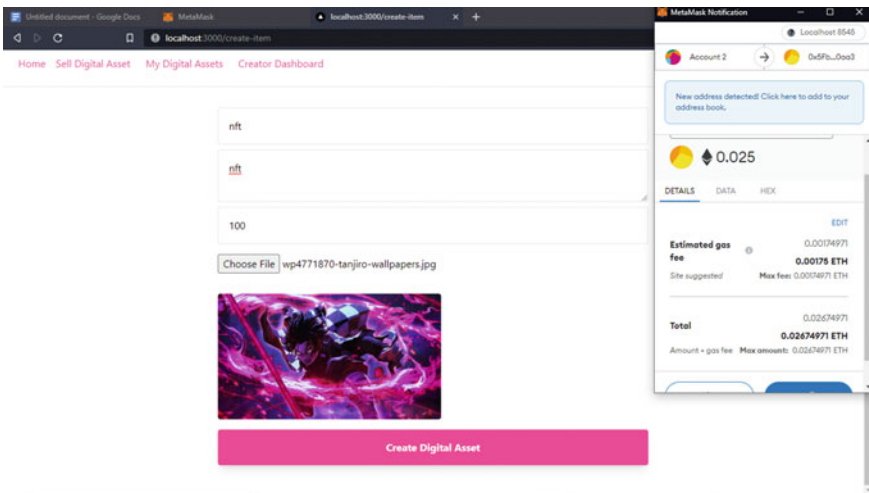 Untitled document - Google Docs
MetaMask
localhost:3000/create-item
localhost:3000/create-item
Home Sell Digital Asset My Digital Assets Creator Dashboard
nft
nft
100
Choose File wp4771870-tanjiro-wallpapers.jpg
Create Digital Asset
MetaMask Notification
Localhost 8545
Account 2
0x5Fb...0aa3
New address detected! Click here to add to your
address book.
0.025
DETAILS DATA HEX
EDIT
Estimated gas
fee
0.00174971
0.00175 ETH
Site suggested
Max fee: 0.00174971 ETH
0.02674971
Total
0.02674971 ETH
Amount + gas fee Max amount: 0.02674971 ETH